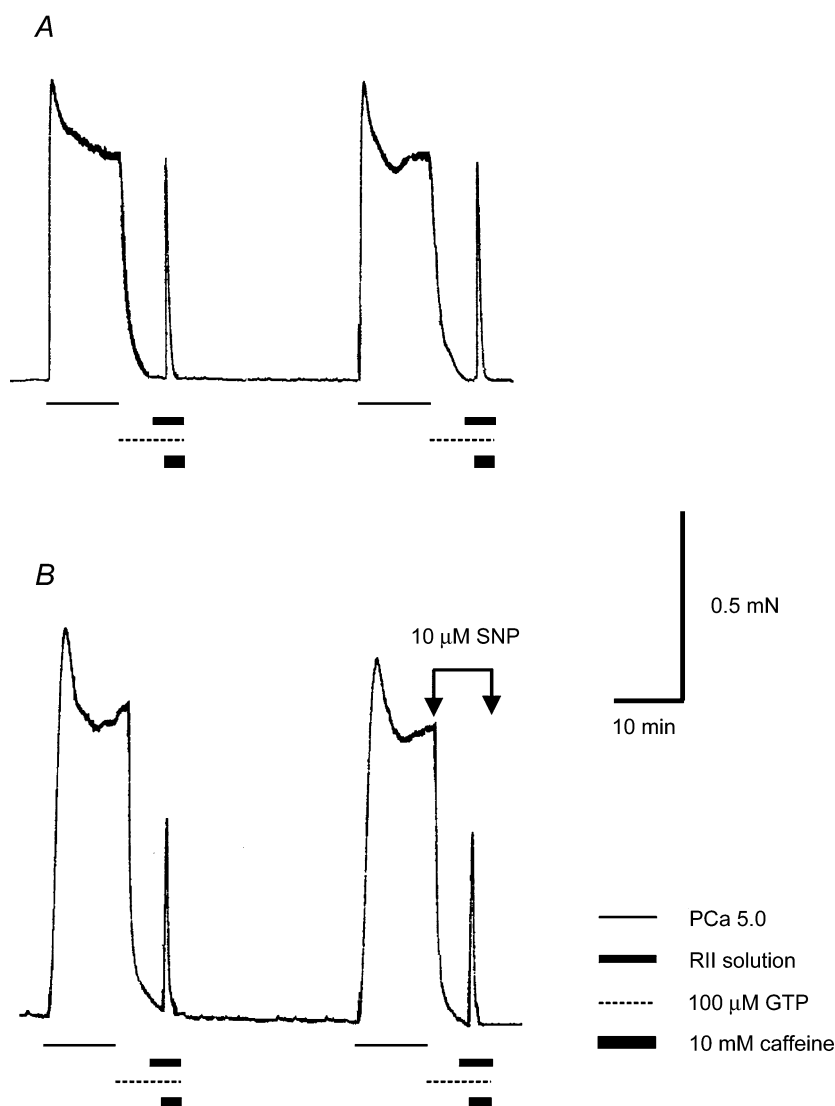 A
B
10 μM SNP
0.5 mN
10 min
PCa 5.0
RII solution
100 μM GTP
10 mM caffeine